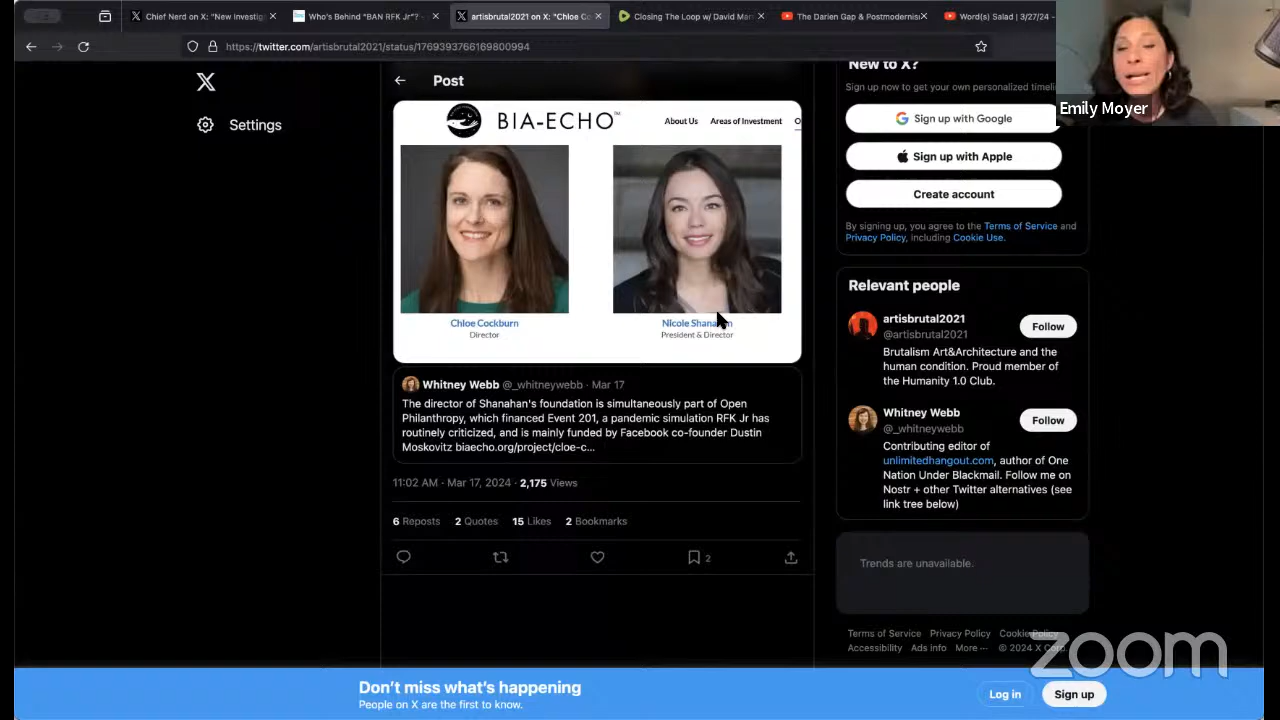 Chief Nerd on X: "New Investig
Who's Behind "BAN RFK Jr"?
artisbrutal2021 on X: "Chloe Co
Closing The Loop w/ David Mar
The Darien Gap & Postmodernis
Word(s) Salad | 3/27/24 -
https://twitter.com/artisbrutal2021/status/1769393766169800994
Emily Moyer
Settings
Post
BIA-ECHO™
About Us
Areas of Investment
O
Chloe Cockburn
Director
Nicole Shana
President & Director
Whitney Webb @_whitneywebb · Mar 17
The director of Shanahan's foundation is simultaneously part of Open
Philanthropy, which financed Event 201, a pandemic simulation RFK Jr has
routinely criticized, and is mainly funded by Facebook co-founder Dustin
Moskovitz biaecho.org/project/cloe-c...
11:02 AM · Mar 17, 2024 · 2,175 Views
6 Reposts 2 Quotes 15 Likes 2 Bookmarks
2
New to X?
Sign up now to get your own personalized timeli
Sign up with Google
Sign up with Apple
Create account
By signing up, you agree to the Terms of Service and
Privacy Policy, including Cookie Use.
Relevant people
artisbrutal2021
@artisbrutal2021
Follow
Brutalism Art&Architecture and the
human condition. Proud member of
the Humanity 1.0 Club.
Whitney Webb
@_whitneywebb
Follow
Contributing editor of
unlimitedhangout.com, author of One
Nation Under Blackmail. Follow me on
Nostr + other Twitter alternatives (see
link tree below)
Trends are unavailable.
Terms of Service Privacy Policy Cookie Policy
Accessibility Ads info More ··· © 2024 X Corp.
zoom
Don't miss what's happening
People on X are the first to know.
Log in
Sign up